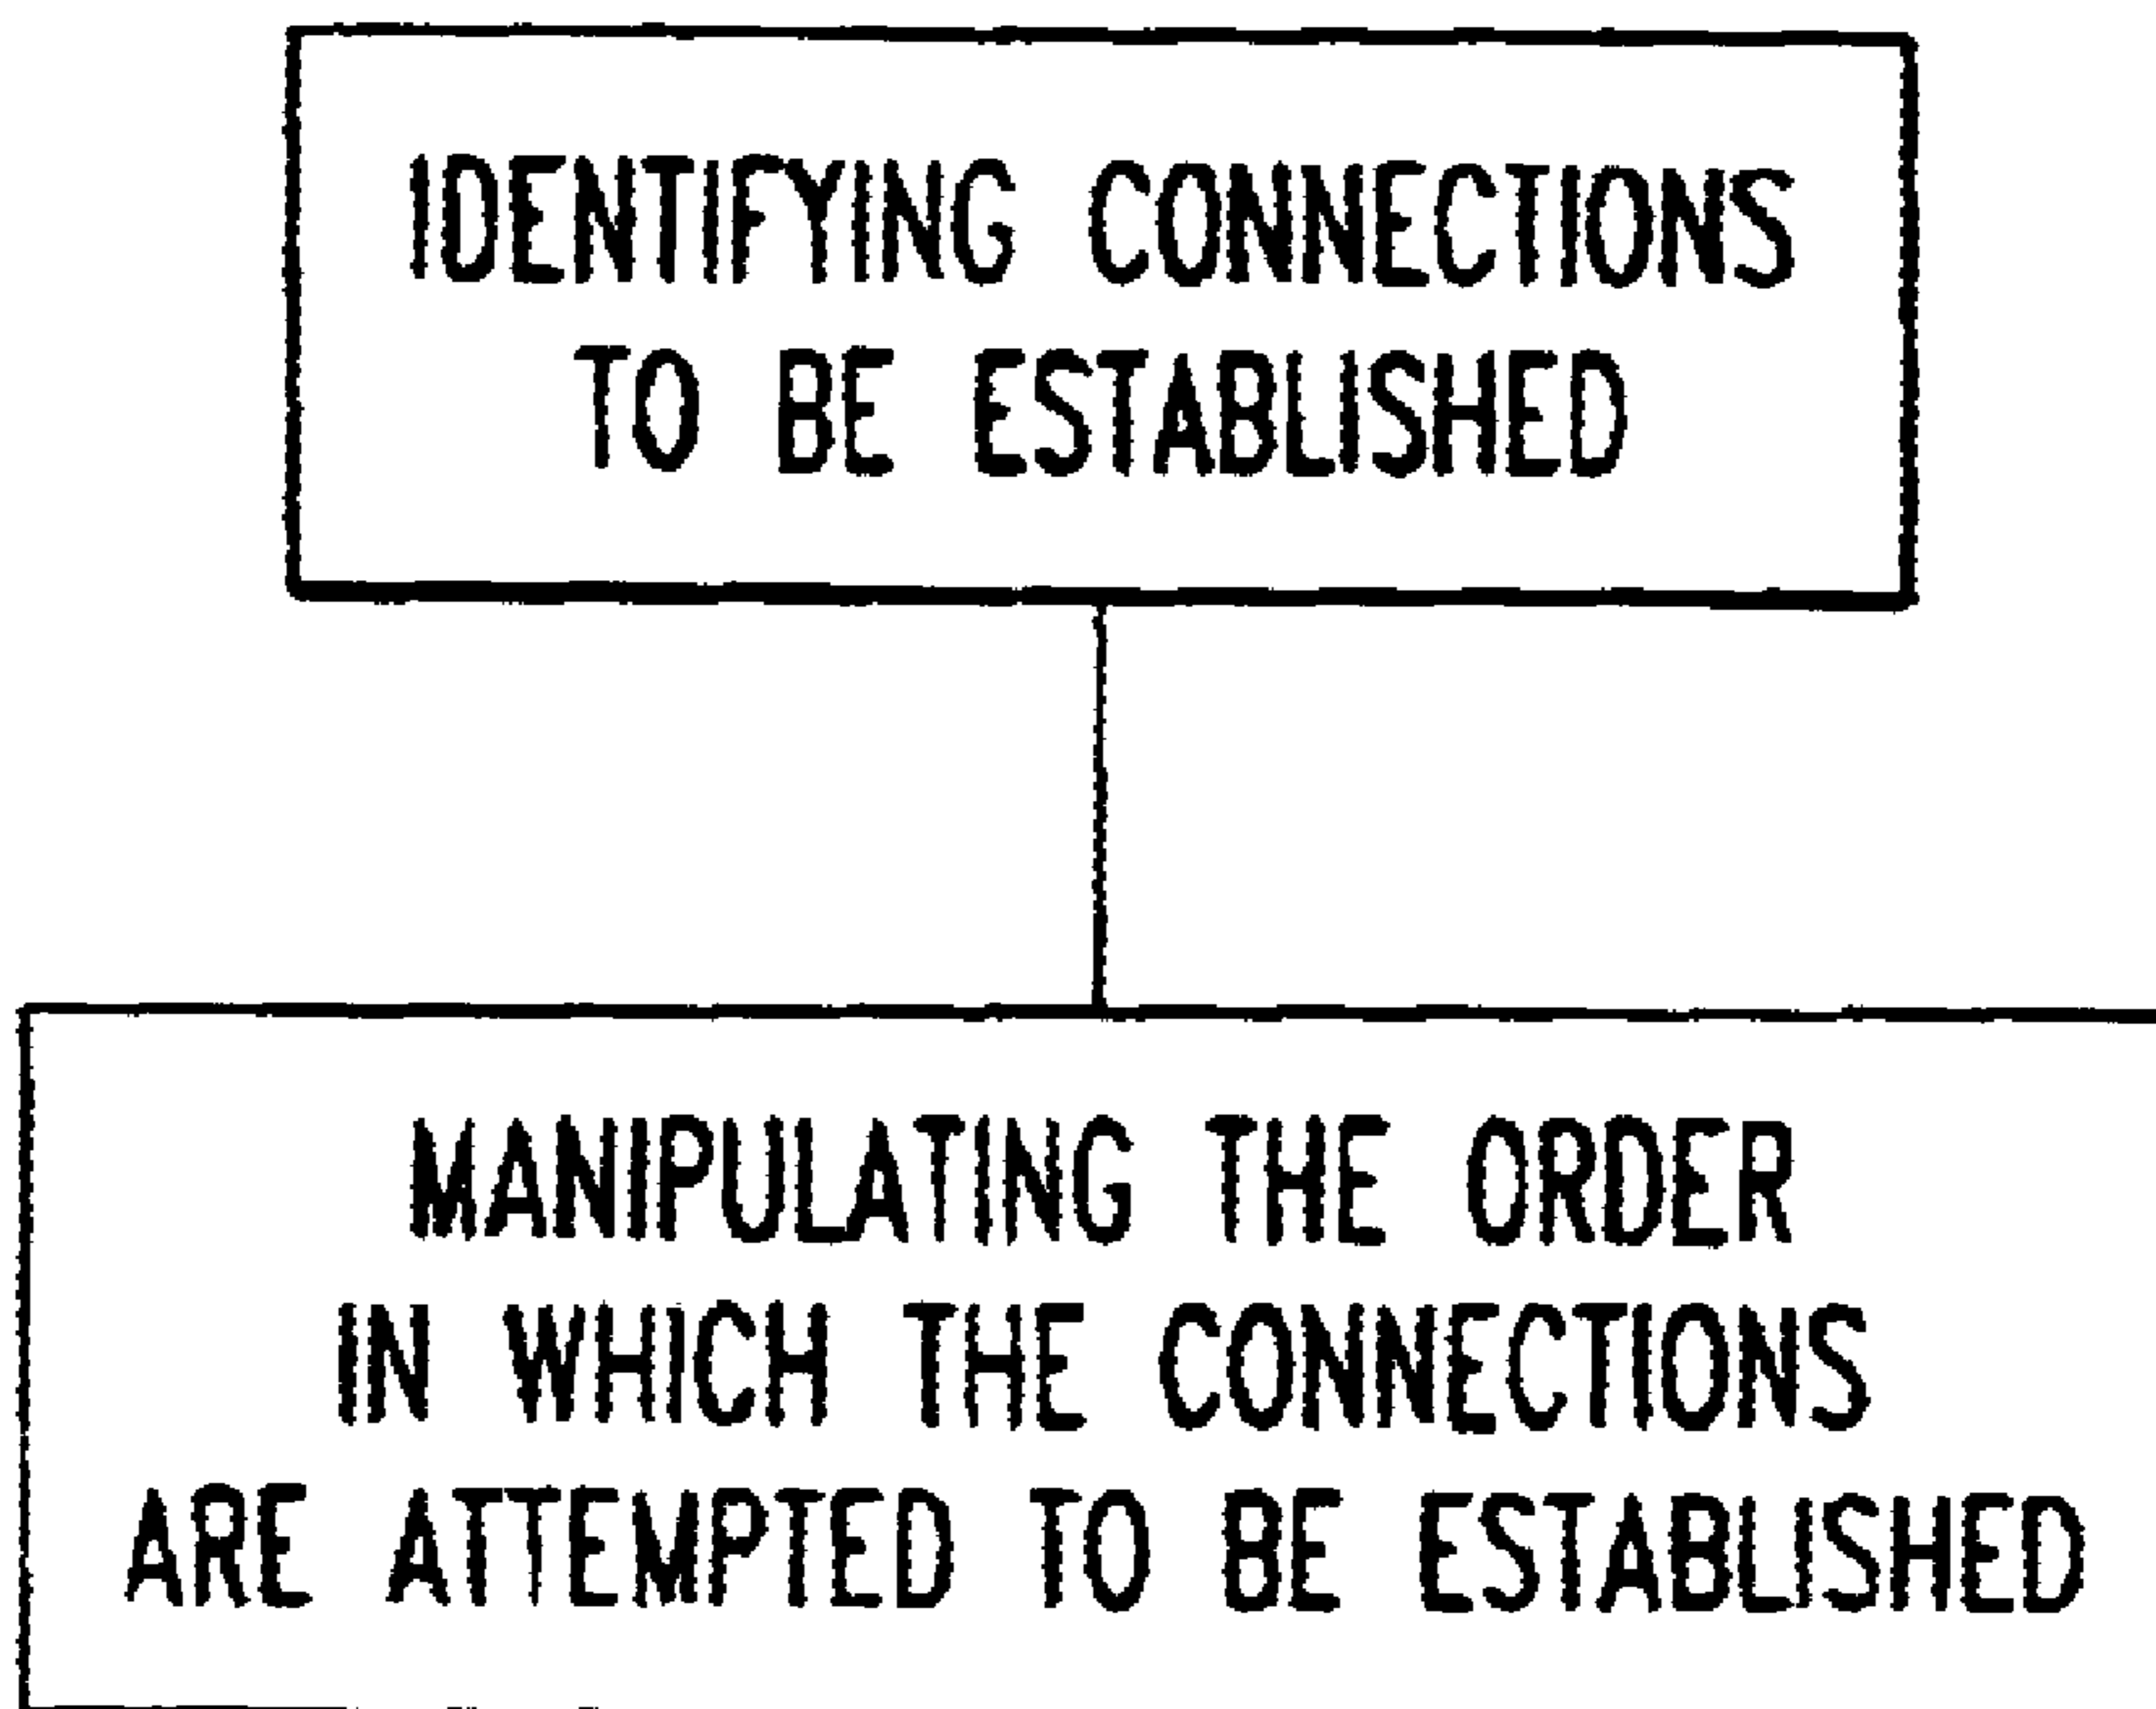 IDENTIFYING CONNECTIONS
TO BE ESTABLISHED
MANIPULATING THE ORDER
IN WHICH THE CONNECTIONS
ARE ATTEMPTED TO BE ESTABLISHED